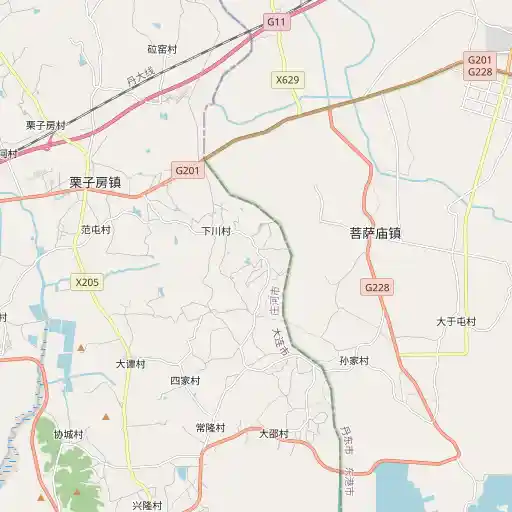 G11
砬窑村
G201
G228
丹大线
X629
栗子房村
河村
G201
栗子房镇
范屯村
下川村
菩萨庙镇
X205
G228
庄河市
村
大于屯村
大连市
孙家村
大谭村
四家村
常隆村
大邵村
协城村
丹东市
东港市
兴隆村